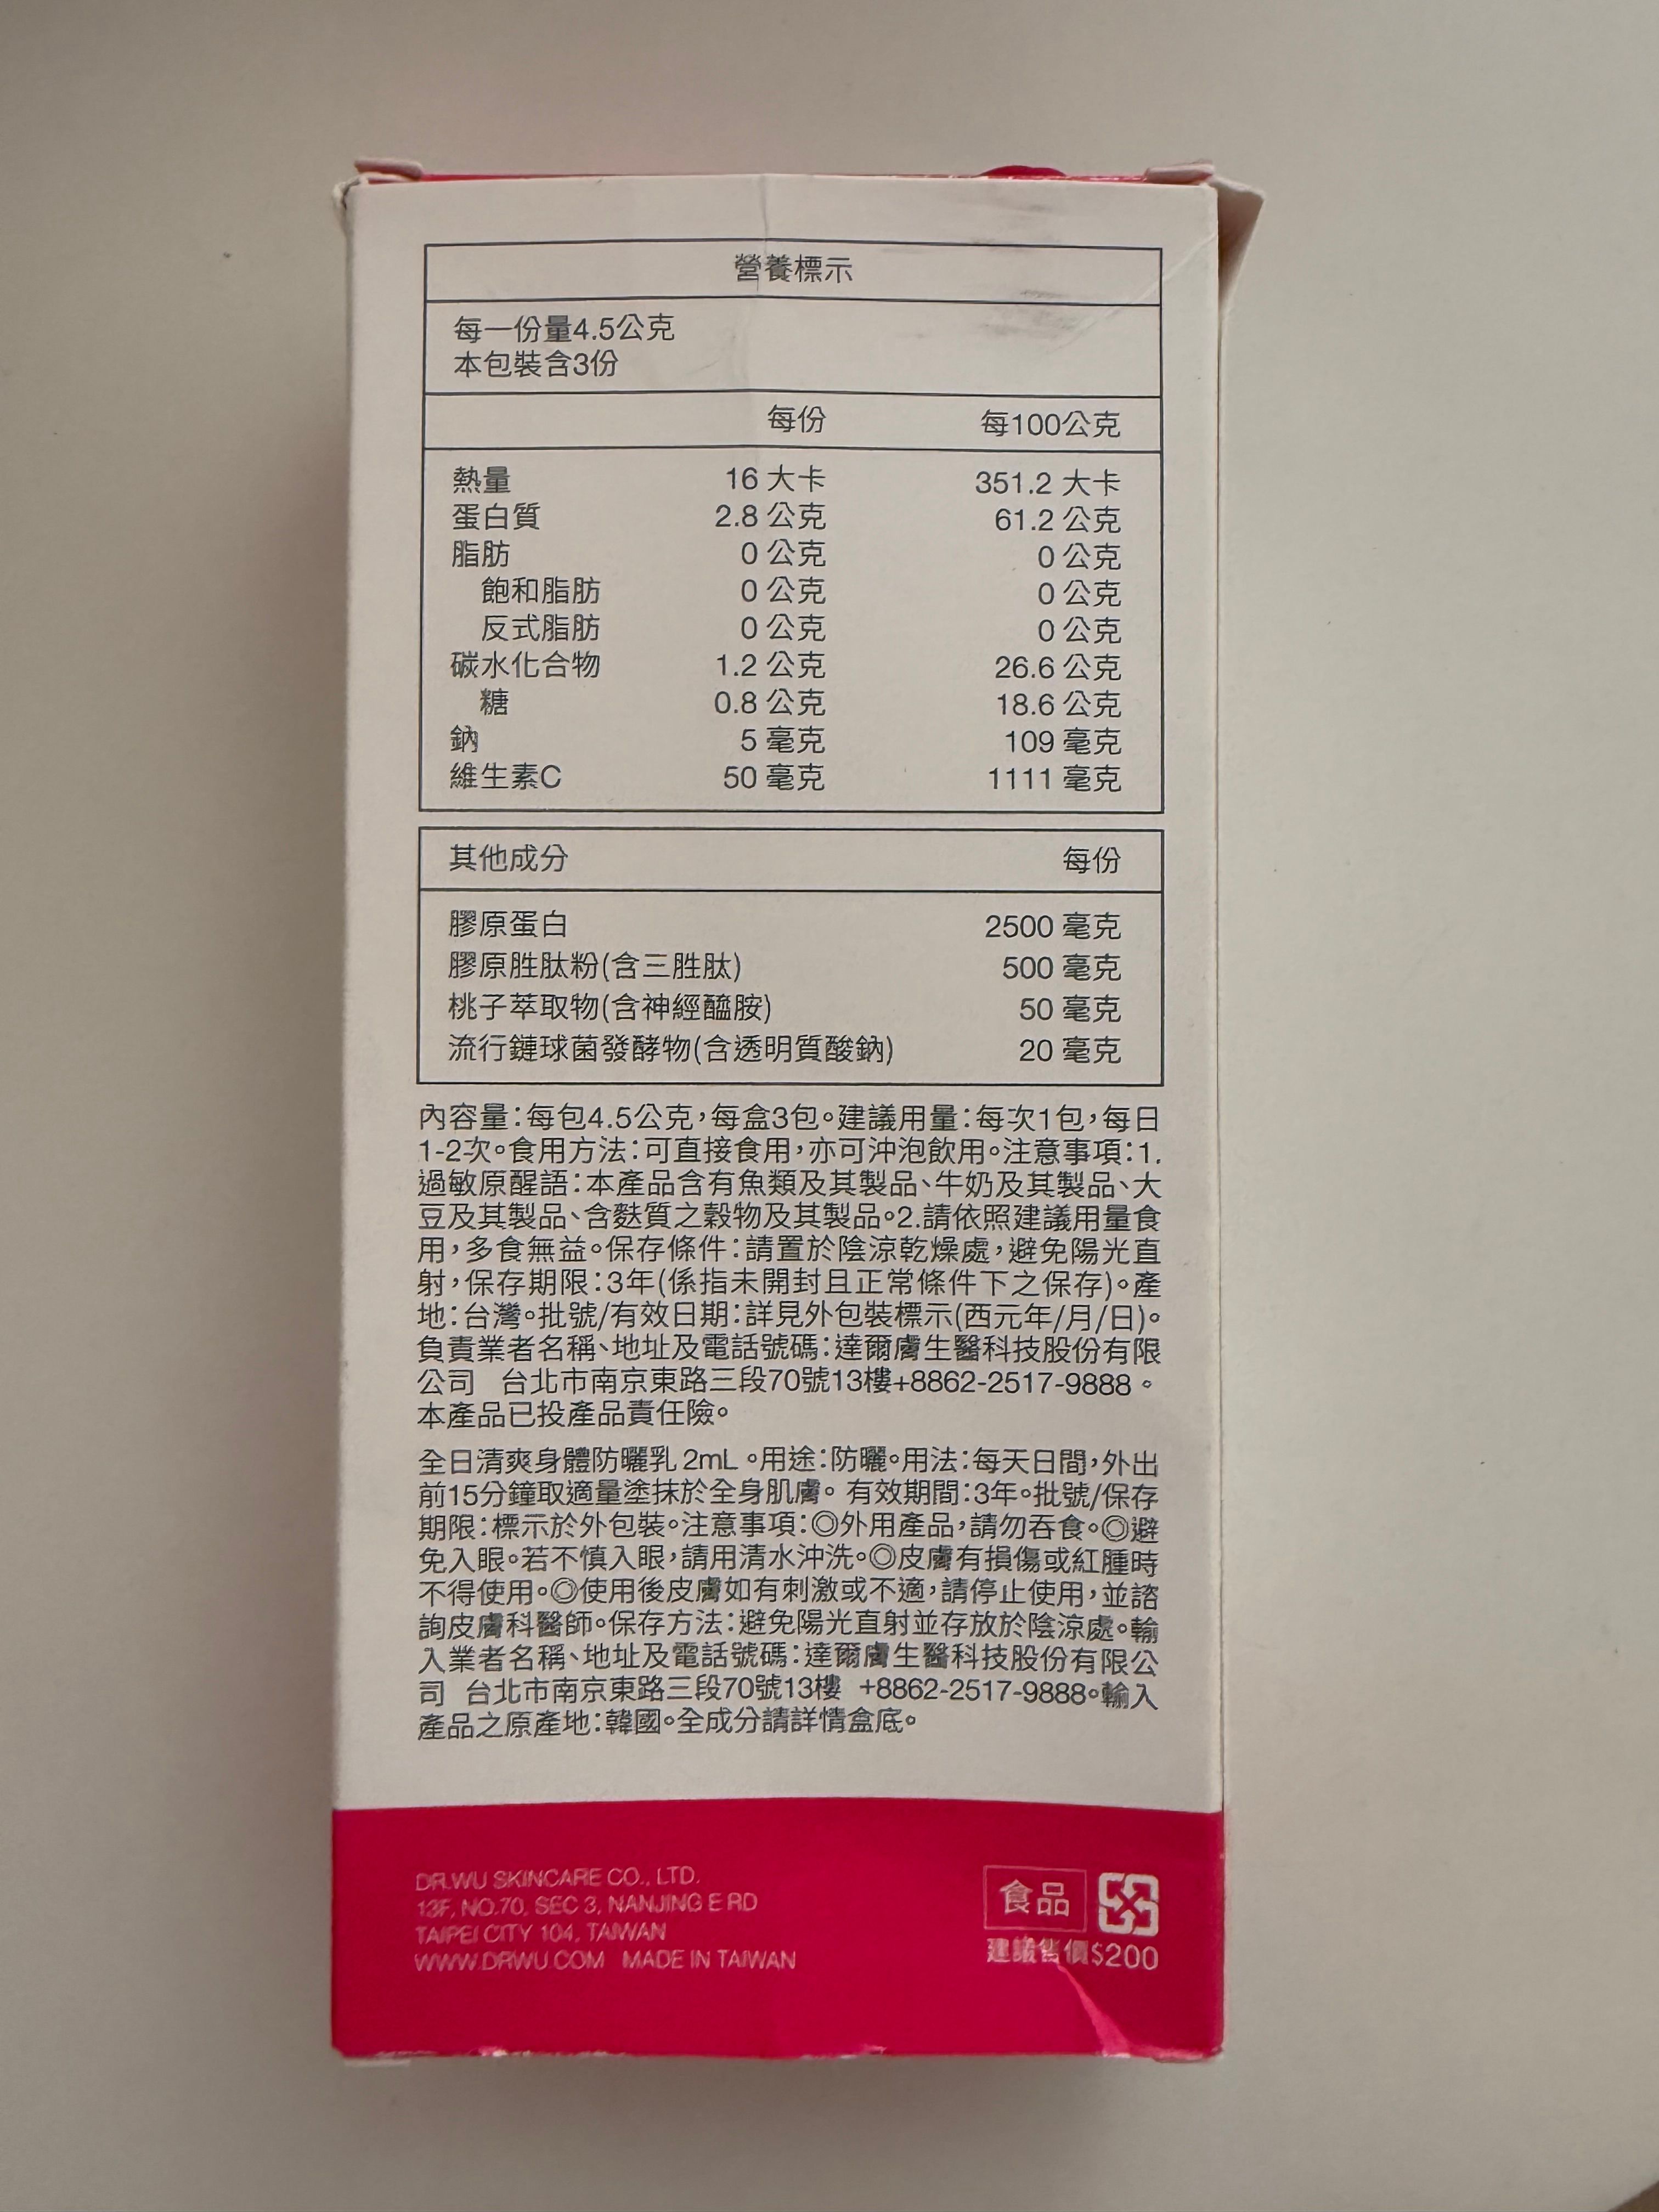 營養標示
每一份量4.5公克
本包裝含3份
每份 每100公克
熱量 16 大卡 351.2 大卡
蛋白質 2.8 公克 61.2 公克
脂肪 0 公克 0 公克
飽和脂肪 0 公克 0 公克
反式脂肪 0 公克 0 公克
碳水化合物 1.2 公克 26.6 公克
糖 0.8 公克 18.6 公克
鈉 5 毫克 109 毫克
維生素C 50 毫克 1111 毫克
其他成分 每份
膠原蛋白 2500 毫克
膠原胜肽粉(含三胜肽) 500 毫克
桃子萃取物(含神經醯胺) 50 毫克
流行鏈球菌發酵物(含透明質酸鈉) 20 毫克
內容量:每包4.5公克,每盒3包。建議用量:每次1包,每日
1-2次。食用方法:可直接食用,亦可沖泡飲用。注意事項:1.
過敏原醒語:本產品含有魚類及其製品、牛奶及其製品、大
豆及其製品、含麩質之穀物及其製品。2.請依照建議用量食
用,多食無益。保存條件:請置於陰涼乾燥處,避免陽光直
射,保存期限:3年(係指未開封且正常條件下之保存)。產
地:台灣。批號/有效日期:詳見外包裝標示(西元年/月/日)。
負責業者名稱、地址及電話號碼:達爾膚生醫科技股份有限
公司 台北市南京東路三段70號13樓+8862-2517-9888。
本產品已投產品責任險。
全日清爽身體防曬乳 2mL。用途:防曬。用法:每天日間,外出
前15分鐘取適量塗抹於全身肌膚。有效期間:3年。批號/保存
期限:標示於外包裝。注意事項:◎外用產品,請勿吞食。◎避
免入眼。若不慎入眼,請用清水沖洗。◎皮膚有損傷或紅腫時
不得使用。◎使用後皮膚如有刺激或不適,請停止使用,並諮
詢皮膚科醫師。保存方法:避免陽光直射並存放於陰涼處。輸
入業者名稱、地址及電話號碼:達爾膚生醫科技股份有限公
司 台北市南京東路三段70號13樓 +8862-2517-9888。輸入
產品之原產地:韓國。全成分請詳情盒底。
DR.WU SKINCARE CO., LTD.
13F, NO.70, SEC 3, NANJING E RD
TAIPEI CITY 104, TAIWAN
WWW.DRWU.COM MADE IN TAIWAN
食品
建議售價$200